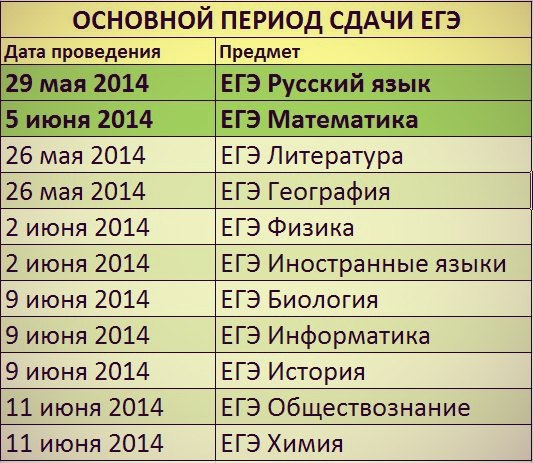 ОСНОВНОЙ ПЕРИОД СДАЧИ ЕГЭ
Дата проведения Предмет
29 мая 2014 ЕГЭ Русский язык
5 июня 2014 ЕГЭ Математика
26 мая 2014 ЕГЭ Литература
26 мая 2014 ЕГЭ География
2 июня 2014 ЕГЭ Физика
2 июня 2014 ЕГЭ Иностранные языки
9 июня 2014 ЕГЭ Биология
9 июня 2014 ЕГЭ Информатика
9 июня 2014 ЕГЭ История
11 июня 2014 ЕГЭ Обществознание
11 июня 2014 ЕГЭ Химия